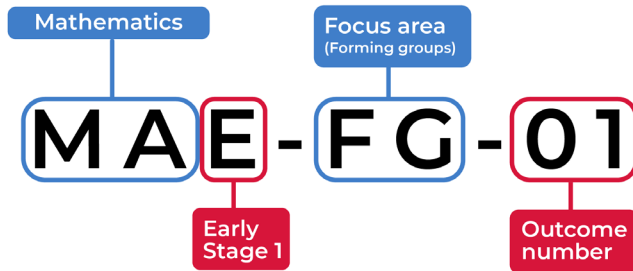 Mathematics
Focus area
(Forming groups)
MAE-FG-01
Early
Stage 1
Outcome
number